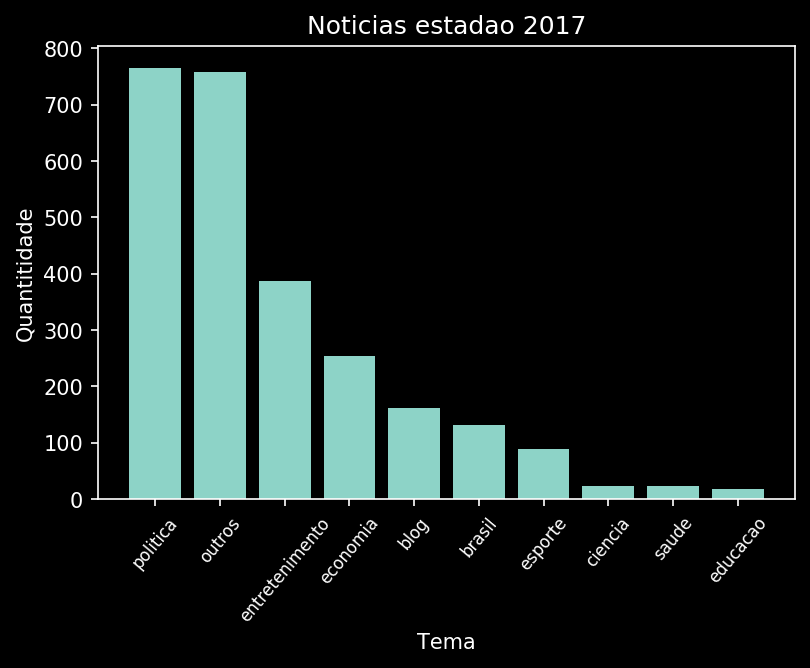 Noticias estadao 2017
Quantitidade
800
700
600
500
400
300
200
100
0
politica
outros
entretenimento
economia
blog
brasil
esporte
ciencia
saude
educacao
Tema